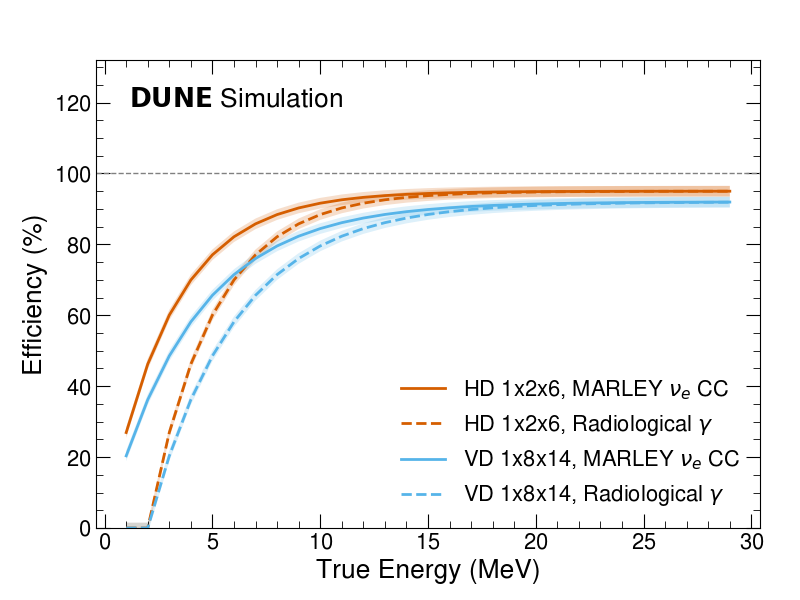 DUNE Simulation
120
100
80
60
40
20
0
Efficiency (%)
0 5 10 15 20 25 30
True Energy (MeV)
HD 1x2x6, MARLEY νe CC
HD 1x2x6, Radiological γ
VD 1x8x14, MARLEY νe CC
VD 1x8x14, Radiological γ